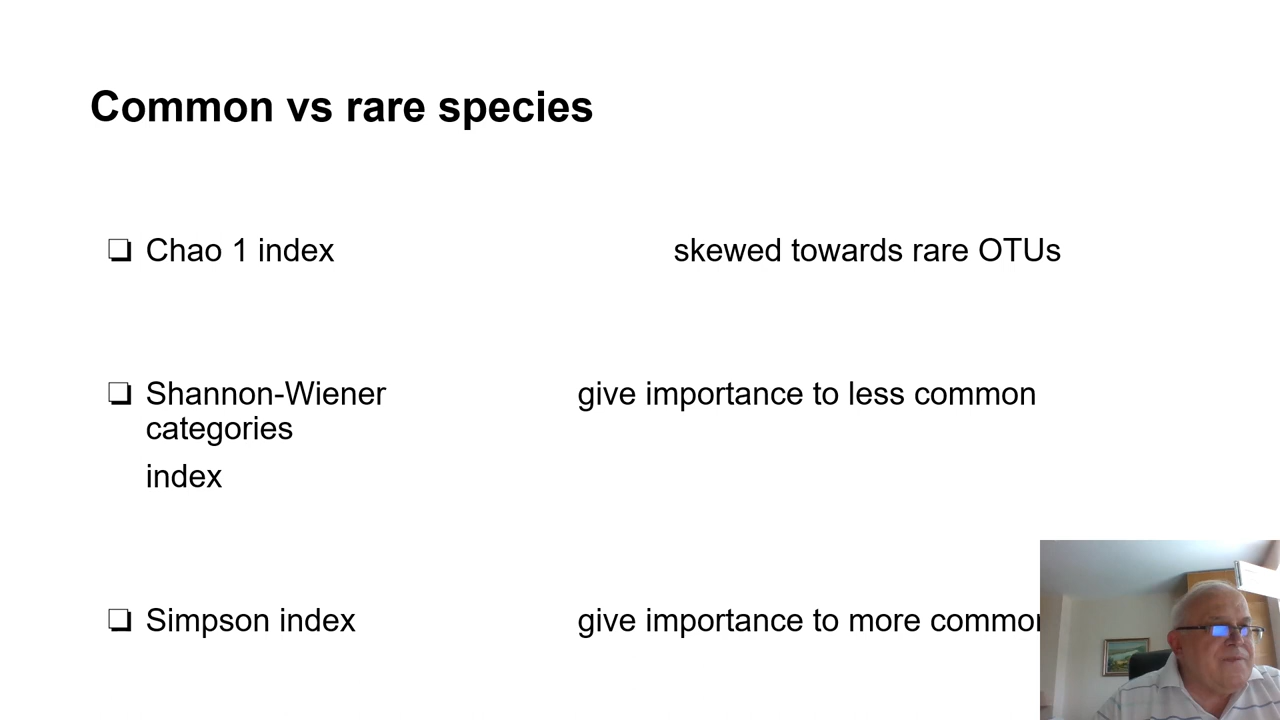 Common vs rare species
Chao 1 index skewed towards rare OTUs
Shannon-Wiener give importance to less common
categories
index
Simpson index give importance to more